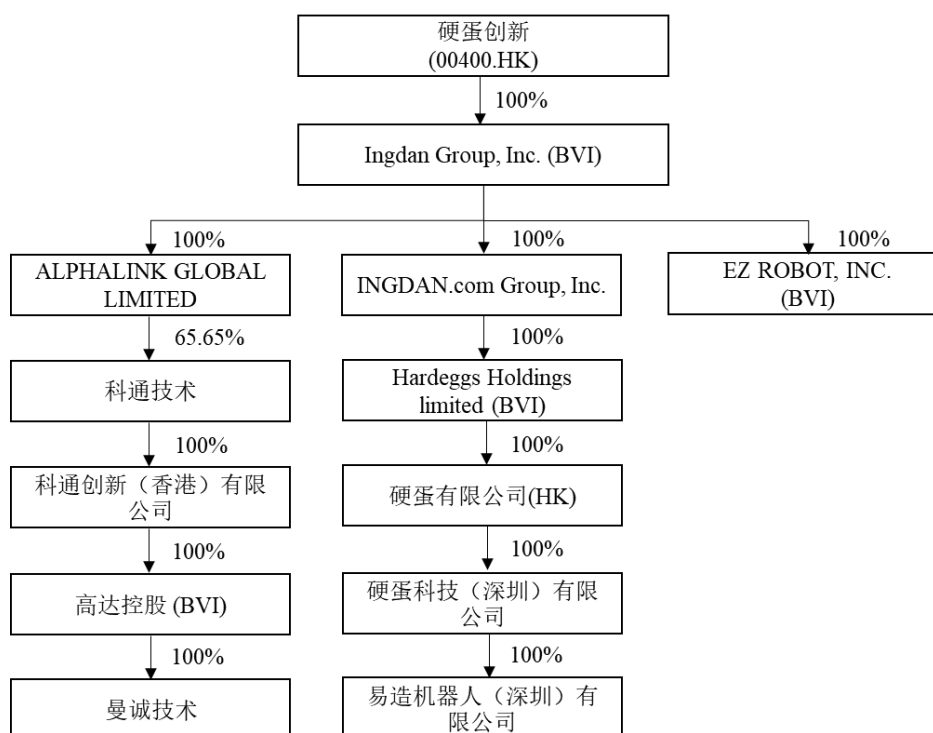 硬蛋创新
(00400.HK)
100%
Ingdan Group, Inc. (BVI)
100%
100%
100%
ALPHALINK GLOBAL
LIMITED
INGDAN.com Group, Inc.
EZ ROBOT, INC.
(BVI)
65.65%
100%
科通技术
Hardeggs Holdings
limited (BVI)
100%
100%
科通创新（香港）有限
公司
硬蛋有限公司(HK)
100%
100%
高达控股 (BVI)
硬蛋科技（深圳）有限
公司
100%
100%
曼诚技术
易造机器人（深圳）有
限公司